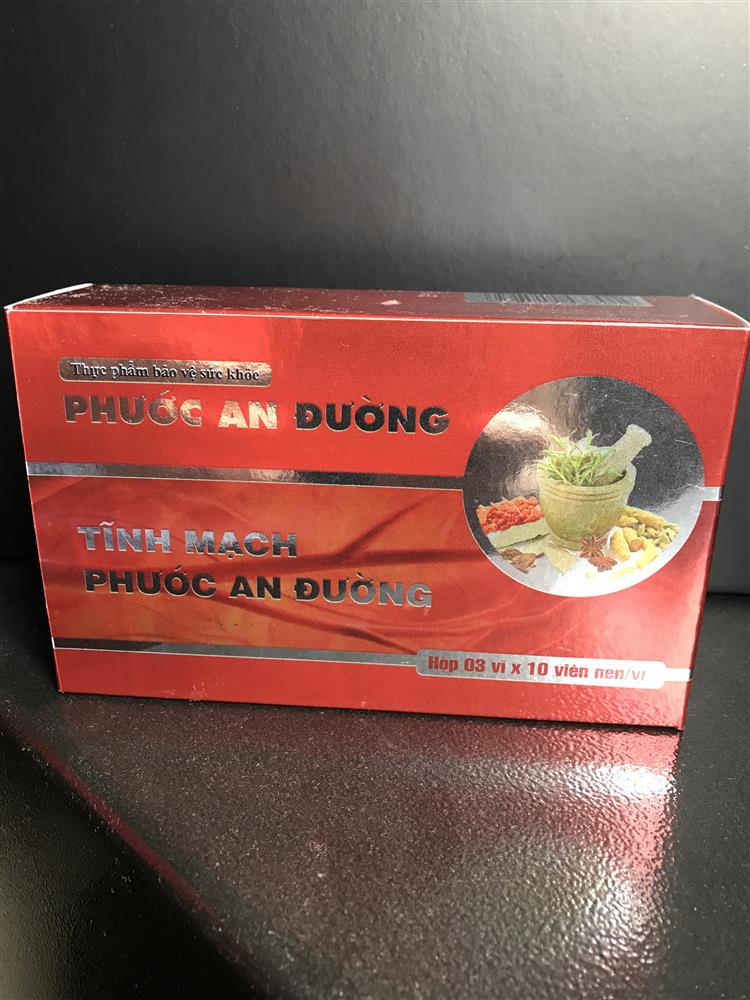 Thực phẩm bảo vệ sức khỏe
PHƯỚC AN ĐƯỜNG
TĨNH MẠCH
PHƯỚC AN ĐƯỜNG
Hộp 03 vỉ x 10 viên nén/vỉ